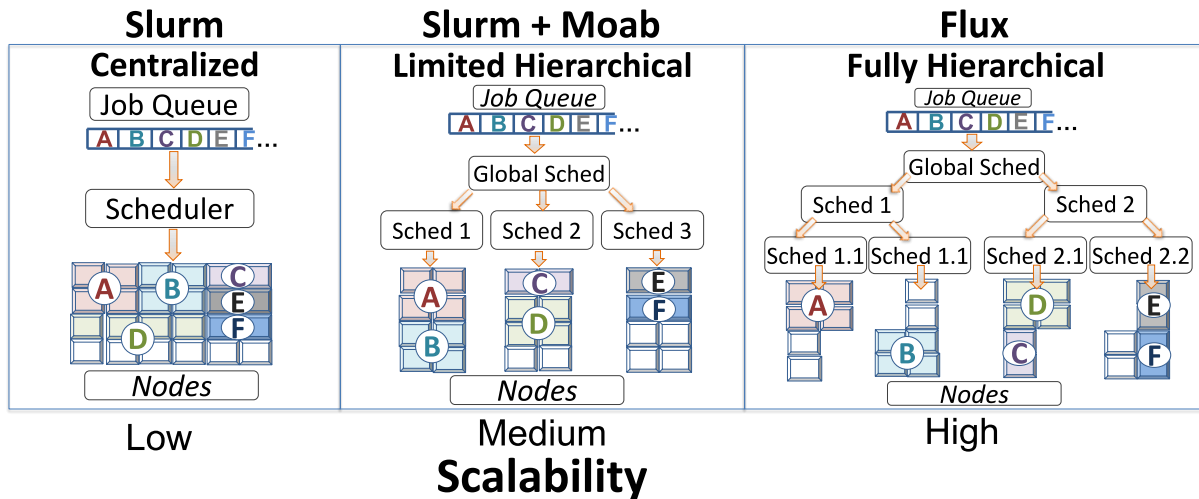 Slurm
Centralized
Job Queue
A B C D E F...
Scheduler
A B C
E
D F
Nodes
Low
Slurm + Moab
Limited Hierarchical
Job Queue
A B C D E F...
Global Sched
Sched 1 Sched 2 Sched 3
A C E
F
B D
Nodes
Medium
Flux
Fully Hierarchical
Job Queue
A B C D E F...
Global Sched
Sched 1 Sched 2
Sched 1.1 Sched 1.1 Sched 2.1 Sched 2.2
A D E
B C F
Nodes
High
Scalability